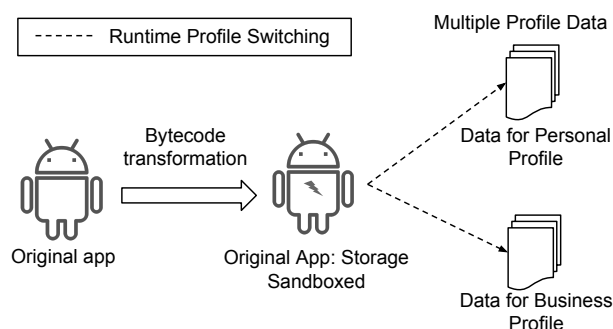 Runtime Profile Switching
Multiple Profile Data
Bytecode
transformation
Data for Personal
Profile
Original app
Original App: Storage
Sandboxed
Data for Business
Profile